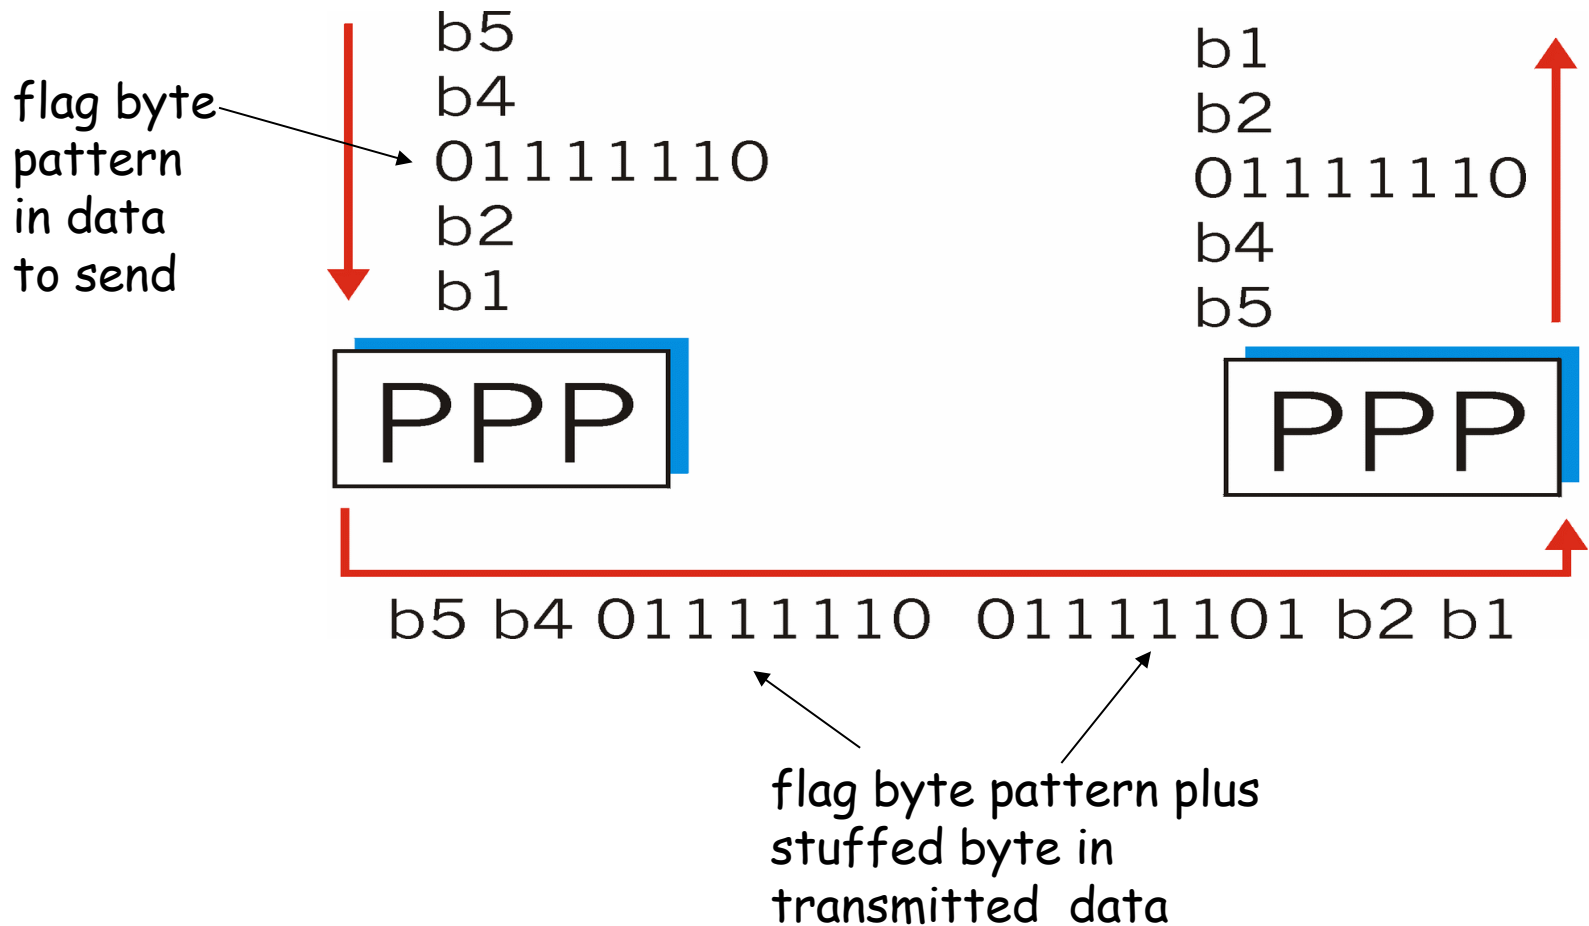 flag byte
pattern
in data
to send
b5
b4
01111110
b2
b1
PPP
b1
b2
01111110
b4
b5
PPP
b5 b4 01111110 01111101 b2 b1
flag byte pattern plus
stuffed byte in
transmitted data